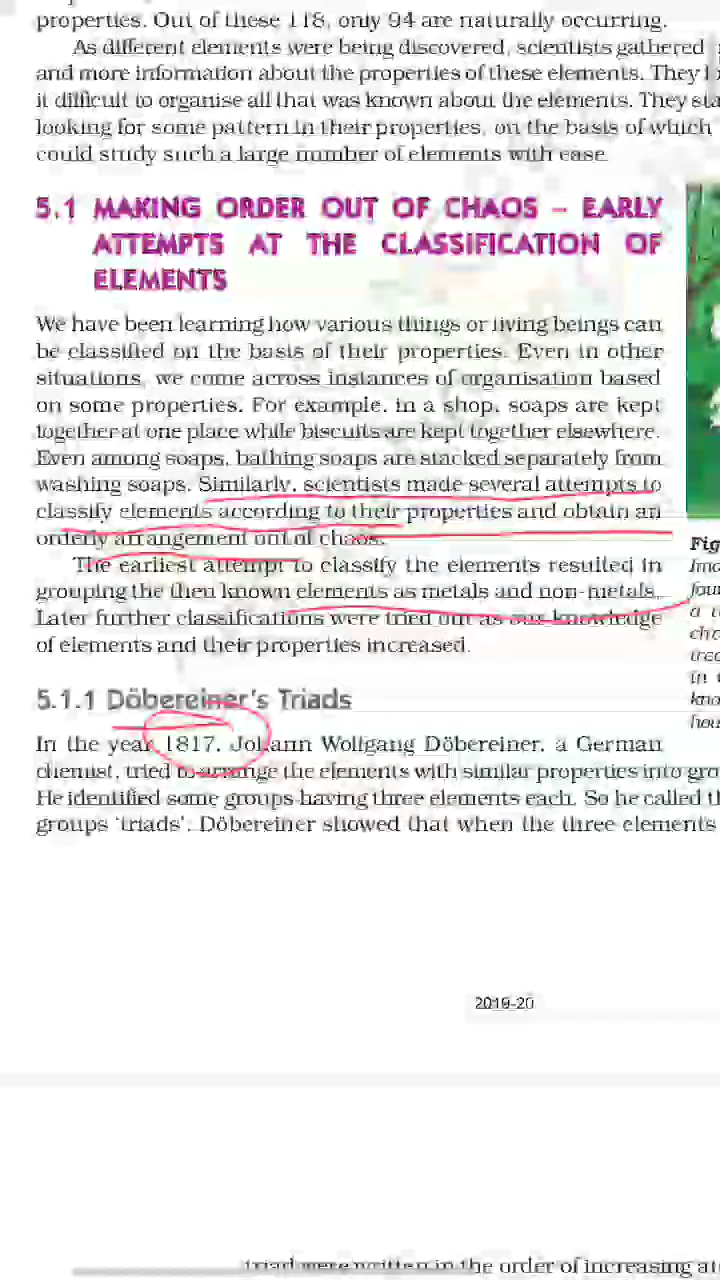 properties. Out of these 118, only 94 are naturally occurring.
As different elements were being discovered, scientists gathered
and more information about the properties of these elements. They
it difficult to organise all that was known about the elements. They
looking for some pattern in their properties, on the basis of which
could study such a large number of elements with ease.
5.1 MAKING ORDER OUT OF CHAOS – EARLY
ATTEMPTS AT THE CLASSIFICATION OF
ELEMENTS
We have been learning how various things or living beings can
be classified on the basis of their properties. Even in other
situations, we come across instances of organisation based
on some properties. For example, in a shop, soaps are kept
together at one place while biscuits are kept together elsewhere.
Even among soaps, bathing soaps are stacked separately from
washing soaps. Similarly, scientists made several attempts to
classify elements according to their properties and obtain an
orderly arrangement out of chaos.
The earliest attempt to classify the elements resulted in
grouping the then known elements as metals and non-metals.
Later further classifications were tried out as our knowledge
of elements and their properties increased.
Fig
a
in
5.1.1 Döbereiner's Triads
In the year 1817, Johann Wolfgang Döbereiner, a German
chemist, tried to arrange the elements with similar properties into
He identified some groups having three elements each. So he called
groups 'triads'. Döbereiner showed that when the three elements
2019-20
triad were written in the order of increasing